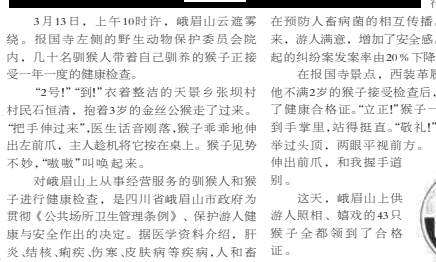 3月13日，上午10时许，峨眉山云遮雾
绕。报国寺左侧的野生动物保护委员会院
内，几十名驯猴人带着自己驯养的猴子正接
受一年一度的健康检查。
“2号！”“到！”衣着整洁的天景乡张坝村
村民石恒清，抱着3岁的金丝公猴走了过来。
“把手伸过来”，医生话音刚落，猴子乖乖地伸
出左前爪，主人趁机将它按在桌上。猴子见势
不妙，“嗷嗷”叫唤起来。
对峨眉山上从事经营服务的驯猴人和猴
子进行健康检查，是四川省峨眉山市政府为
贯彻《公共场所卫生管理条例》、保护游人健
康与安全作出的决定。据医学资料介绍，肝
炎、结核、痢疾、伤寒、皮肤病等疾病，人和畜
在预防人畜病菌的相互传播。
来，游人满意，增加了安全感。
起的纠纷案发案率由20%下降
在报国寺景点，西装革
他不满2岁的猴子接受检查后，
了健康合格证。“立正！”猴子一
到手掌里，站得挺直。“敬礼！”
举过头顶，两眼平视前方。
伸出前爪，和我握手道
别。
这天，峨眉山上供
游人照相、嬉戏的43只
猴子全都领到了合格
证。